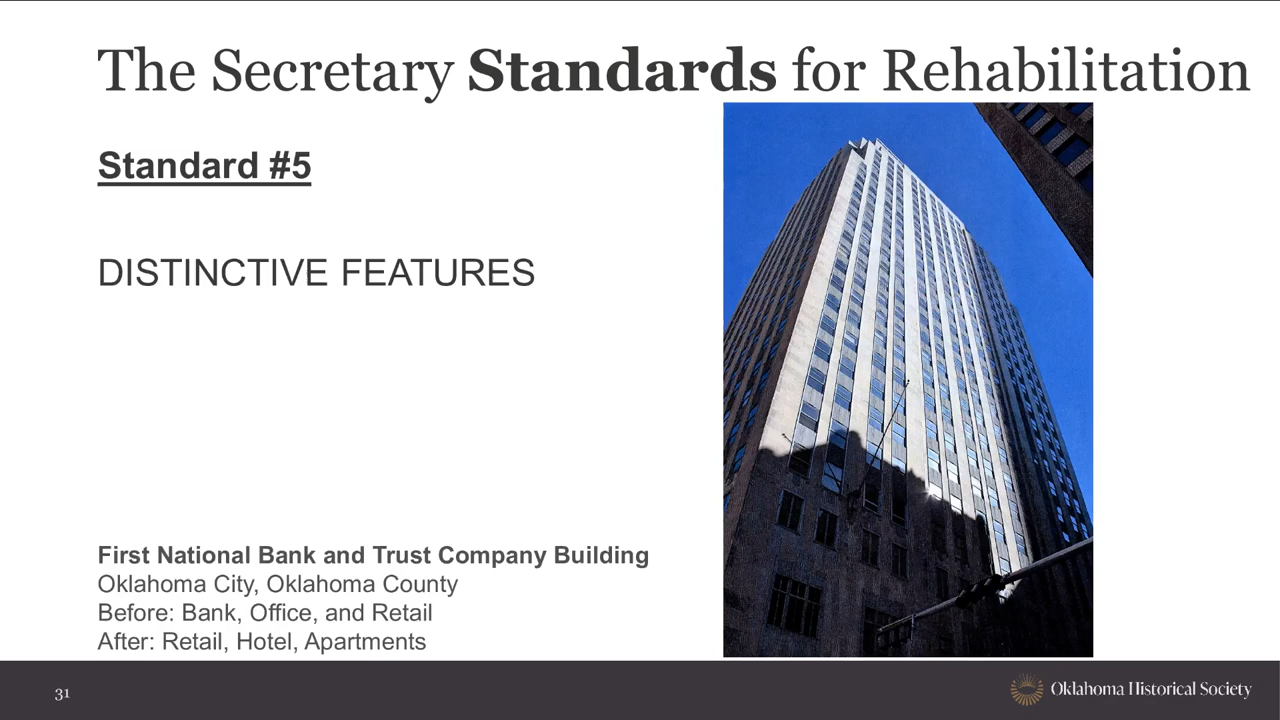 The Secretary Standards for Rehabilitation
Standard #5
DISTINCTIVE FEATURES
First National Bank and Trust Company Building
Oklahoma City, Oklahoma County
Before: Bank, Office, and Retail
After: Retail, Hotel, Apartments
31
Oklahoma Historical Society